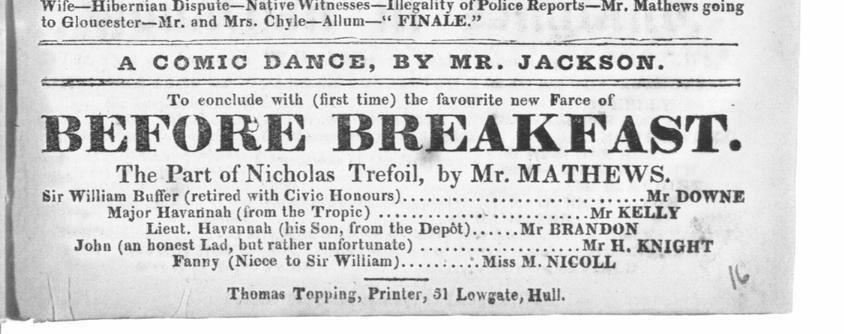 Wife—Hibernian Dispute—Native Witnesses—Illegality of Police Reports—Mr. Mathews going
to Gloucester—Mr. and Mrs. Chyle—Allum—“ FINALE.”
A COMIC DANCE, BY MR. JACKSON.
To conclude with (first time) the favourite new Farce of
BEFORE BREAKFAST.
The Part of Nicholas Trefoil, by Mr. MATHEWS.
Sir William Buffer (retired with Civic Honours)..............................Mr DOWNE
Major Havannah (from the Tropic) ..........................Mr KELLY
Lieut. Havannah (his Son, from the Depôt)......Mr BRANDON
John (an honest Lad, but rather unfortunate) ....................Mr H. KNIGHT
Fanny (Niece to Sir William)..........Miss M. NICOLL
16
Thomas Topping, Printer, 51 Lowgate, Hull.